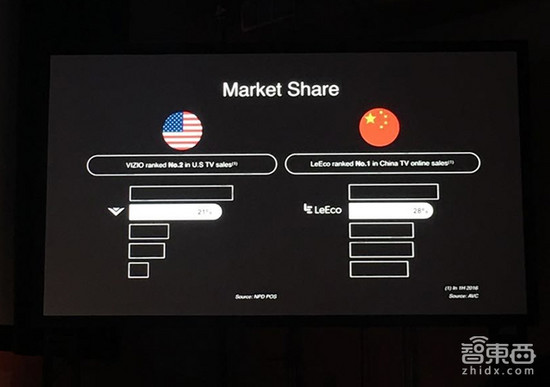 Market Share
VIZIO ranked No.2 in U.S TV sales(1)
LeEco ranked No.1 in China TV online sales(1)
21%
LeEco
28%
(1) In 1H 2016
Source: NPD POS
Source: AVC
智東西
zhidx.com